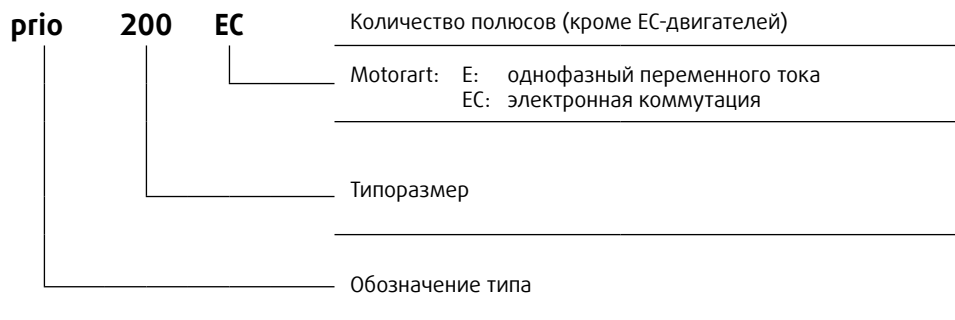 prio 200 EC Количество полюсов (кроме EC-двигателей)
Motorart: E: однофазный переменного тока
EC: электронная коммутация
Типоразмер
Обозначение типа